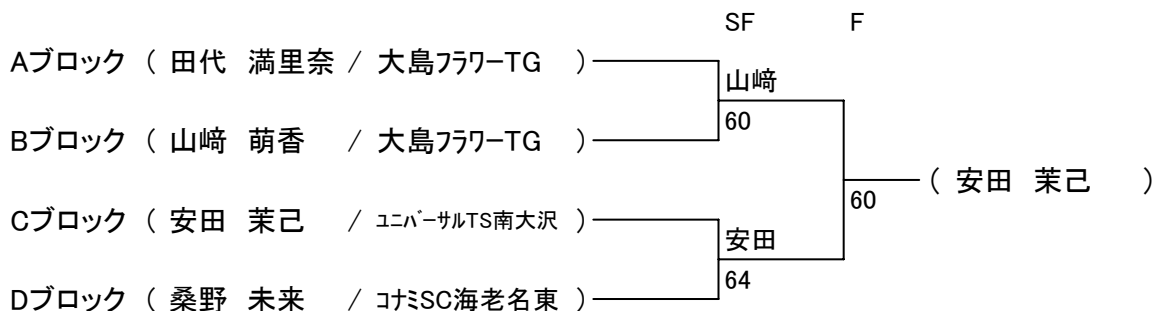 SF F
Aブロック ( 田代 満里奈 / 大島ﾌﾗﾜｰTG )
山﨑
60
Bブロック ( 山﨑 萌香 / 大島ﾌﾗﾜｰTG )
( 安田 茉己 )
60
Cブロック ( 安田 茉己 / ﾕﾆﾊﾞｰｻﾙTS南大沢 )
安田
64
Dブロック ( 桑野 未来 / ｺﾅﾐSC海老名東 )